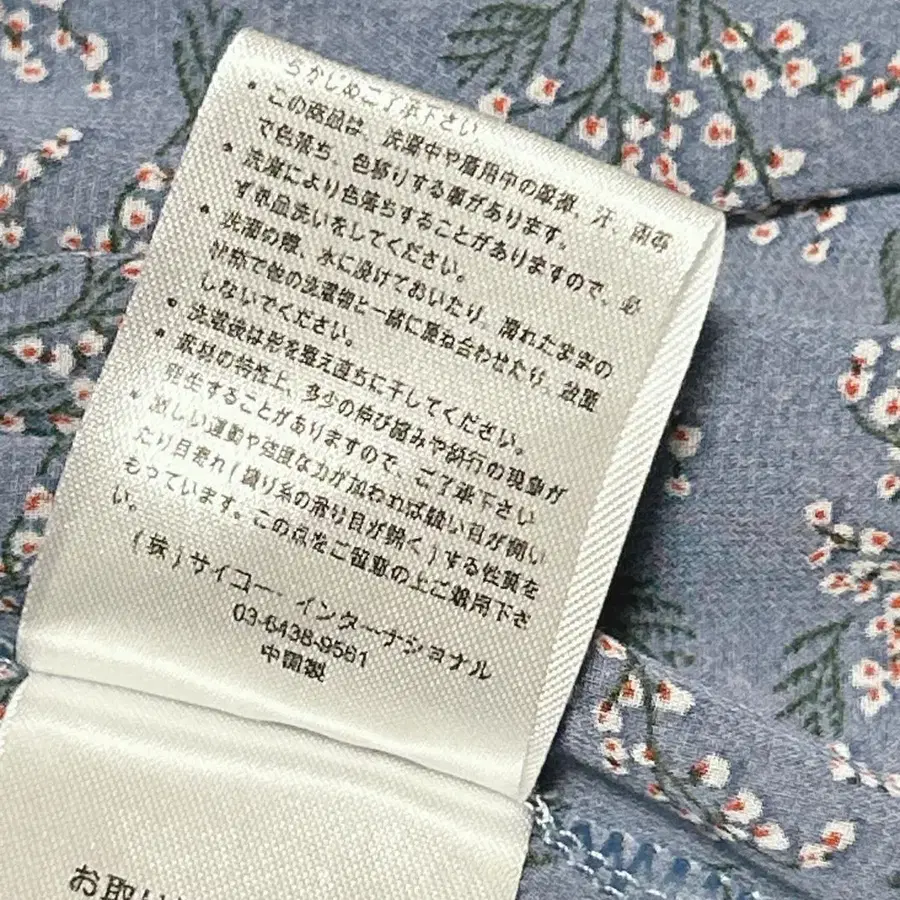 らかじめご了承下さい
• この商品は、洗濯中や着用中の摩擦、汗、雨等
で色落ち、色移りする事があります。
• 洗濯により色落ちすることがありますので、必
ず単品洗いをしてください。
• 洗濯の際、水に浸けておいたり、濡れたままの
状態で他の洗濯物と一緒に重ね合わせたり、放置
しないでください。
洗濯後は形を整え直ちに干してください。
• 素材の特性上、多少の伸び縮みや斜行の現象が
発生することがありますので、ご了承下さい
• 激しい運動や強度な力が加われば縫い目が開い
たり目ずれ(織り糸の滑り目が開く)する性質を
もっています。この点をご留意の上ご着用下さ
い。
(株)サイコー インターナショナル
03-6438-9561
中国製
お取り